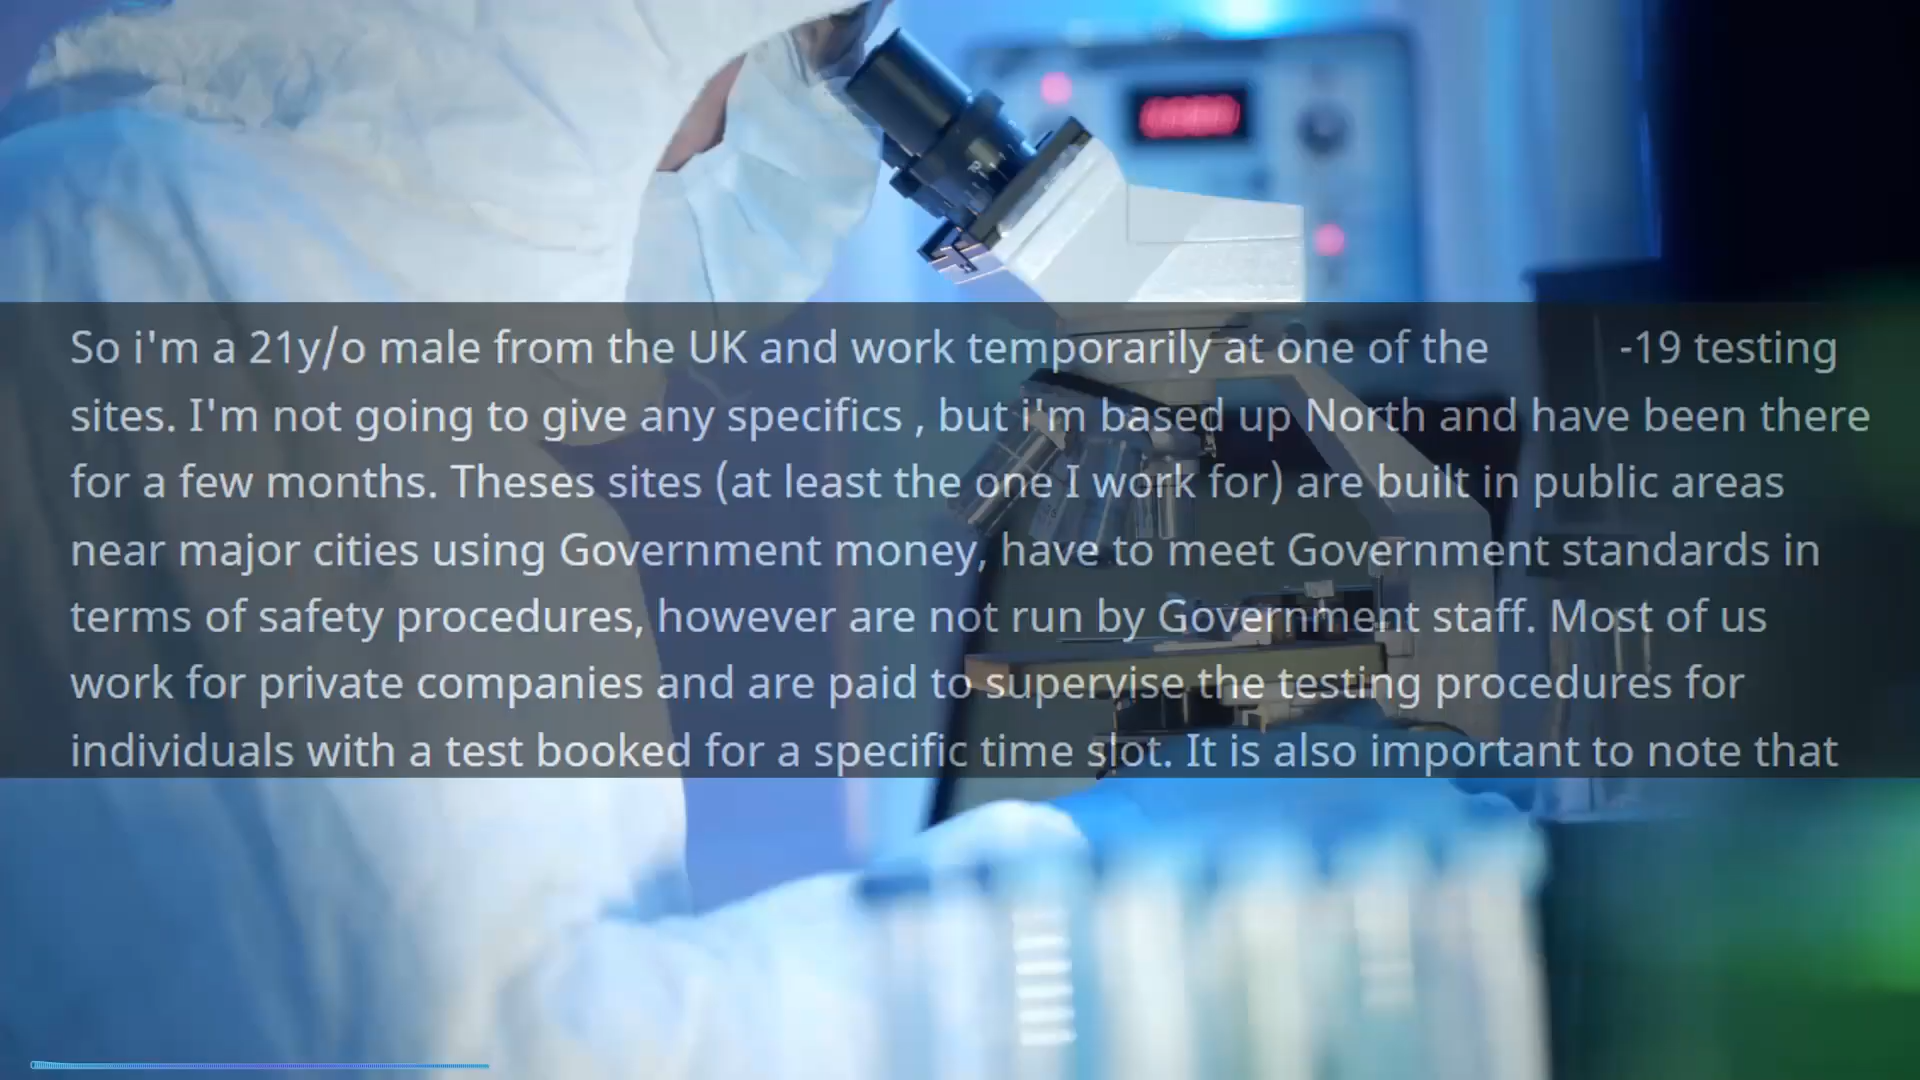 So i'm a 21y/o male from the UK and work temporarily at one of the -19 testing
sites. I'm not going to give any specifics , but i'm based up North and have been there
for a few months. Theses sites (at least the one I work for) are built in public areas
near major cities using Government money, have to meet Government standards in
terms of safety procedures, however are not run by Government staff. Most of us
work for private companies and are paid to supervise the testing procedures for
individuals with a test booked for a specific time slot. It is also important to note that